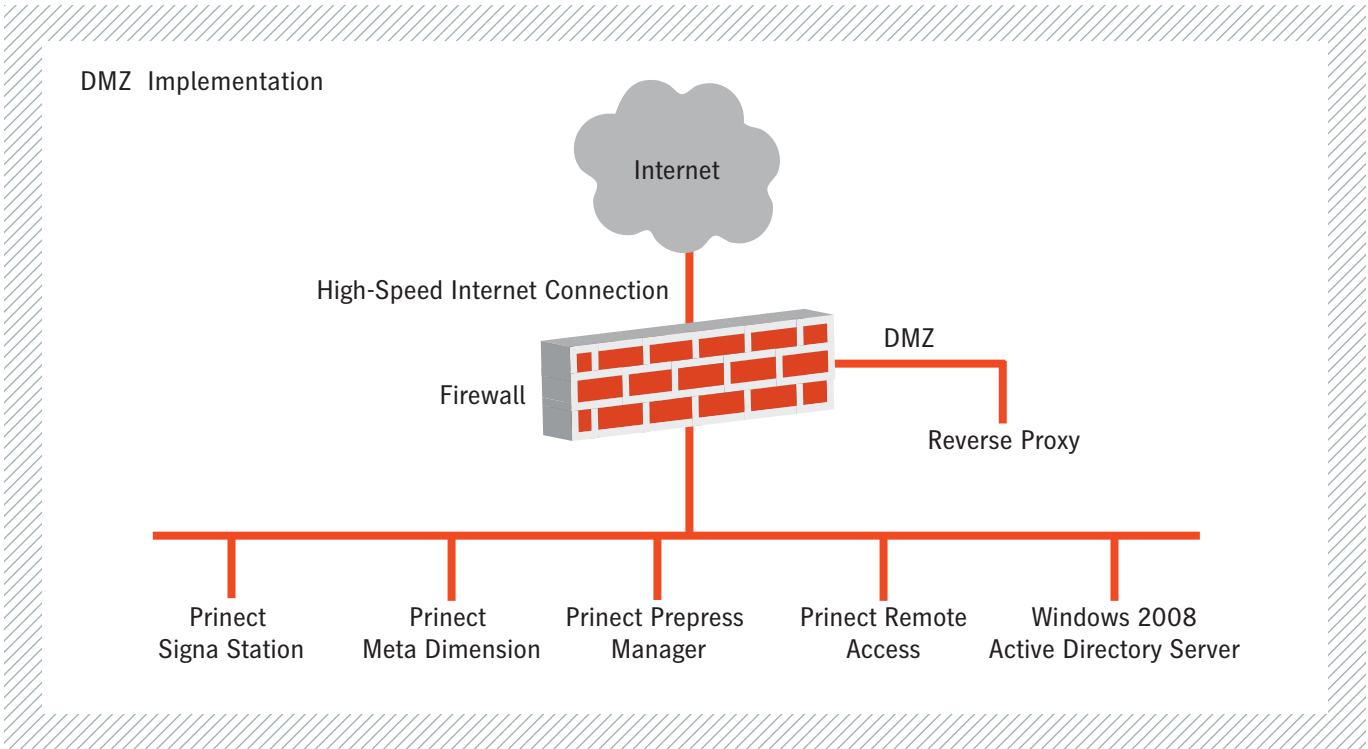 DMZ Implementation
Internet
High-Speed Internet Connection
DMZ
Firewall
Reverse Proxy
Prinect
Signa Station
Prinect
Meta Dimension
Prinect Prepress
Manager
Prinect Remote
Access
Windows 2008
Active Directory Server